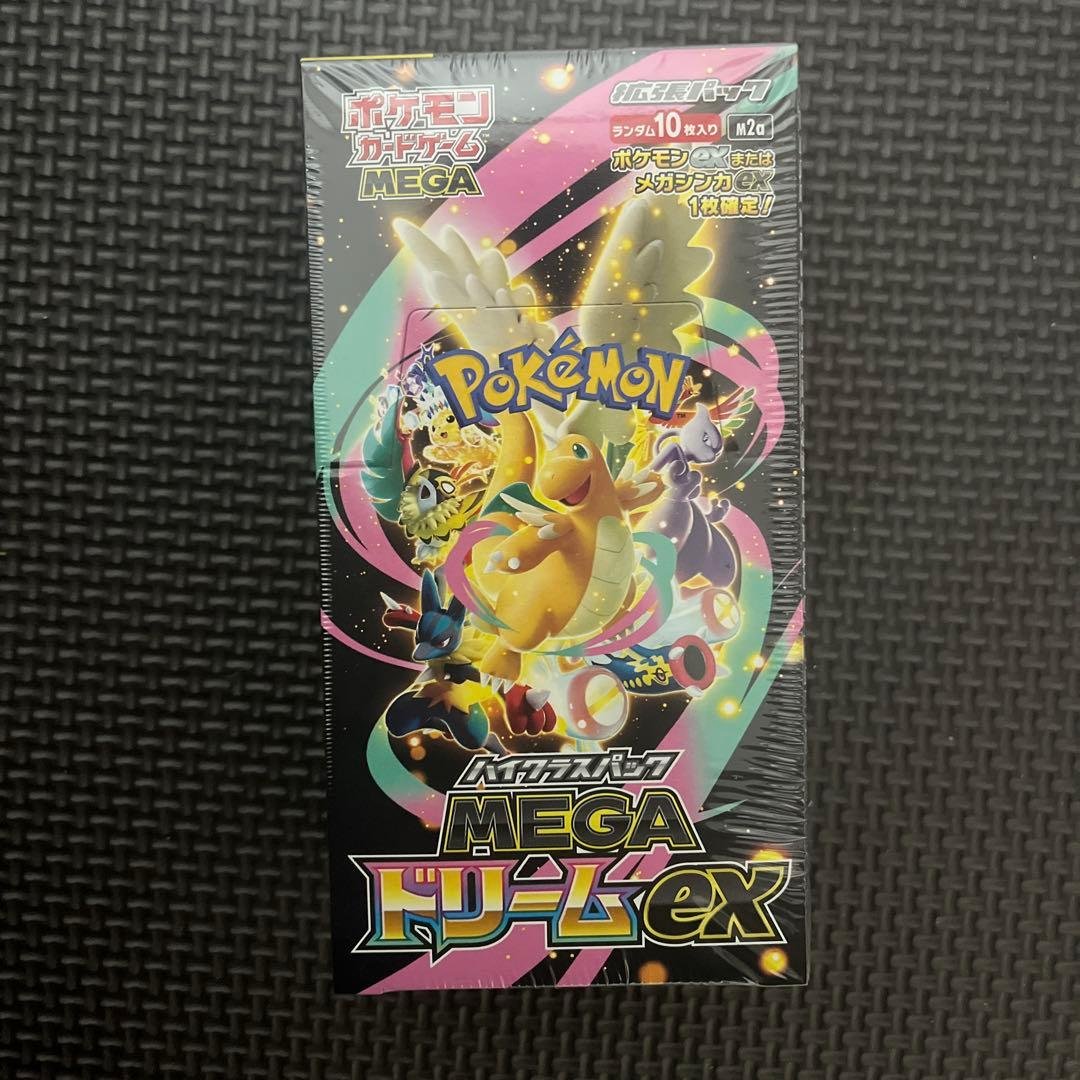 ポケモン
カードゲーム
MEGA
拡張パック
ランダム10枚入り M2a
ポケモンexまたは
メガシンカex
1枚確定!
POKÉMON
TM
ハイクラスパック
MEGA
ドリームex